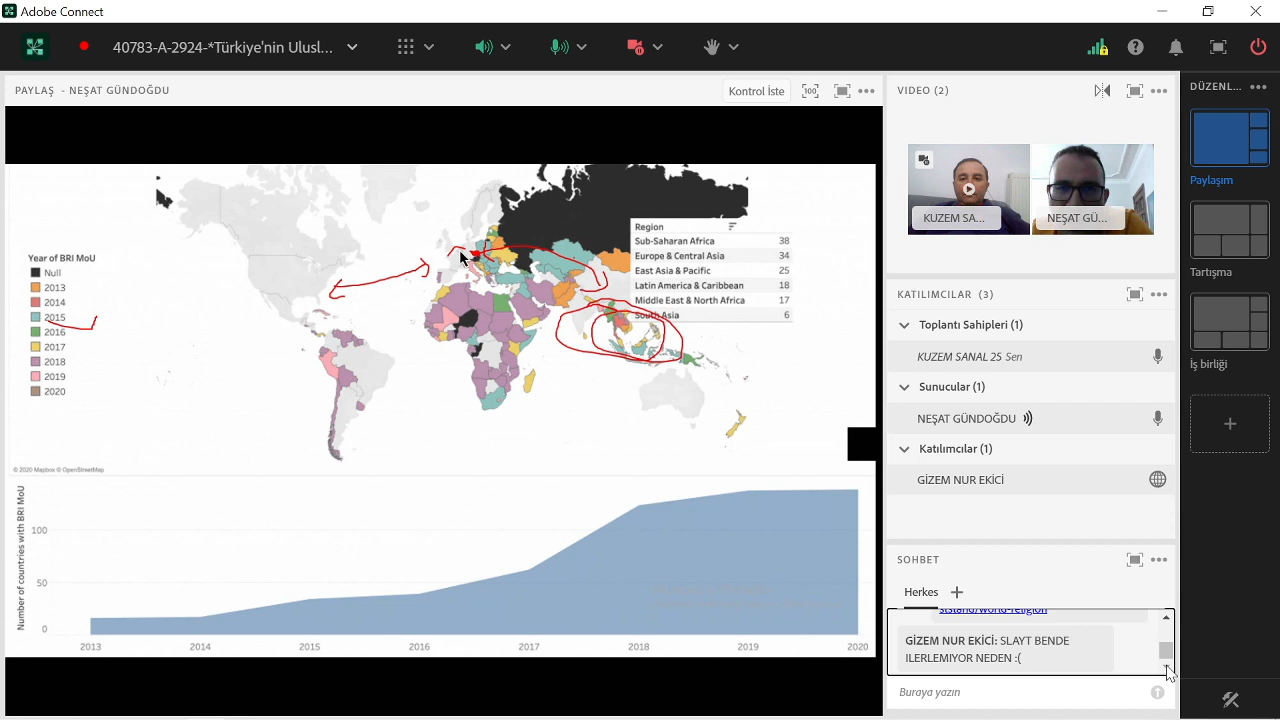 Adobe Connect
40783-A-2924-*Türkiye'nin Ulusl...
PAYLAŞ - NEŞAT GÜNDOĞDU
Kontrol İste
100
Year of BRI MoU
Null
2013
2014
2015
2016
2017
2018
2019
2020
Region
Sub-Saharan Africa 38
Europe & Central Asia 34
East Asia & Pacific 25
Latin America & Caribbean 18
Middle East & North Africa 17
South Asia 6
© 2020 Mapbox © OpenStreetMap
Number of countries with BRI MoU
100
50
0
2013 2014 2015 2016 2017 2018 2019 2020
VIDEO (2)
KUZEM SA...
NEŞAT GÜ...
KATILIMCILAR (3)
Toplantı Sahipleri (1)
KUZEM SANAL 25 Sen
Sunucular (1)
NEŞAT GÜNDOĞDU
Katılımcılar (1)
GİZEM NUR EKİCİ
SOHBET
Herkes
ststand/world-religion
GİZEM NUR EKİCİ: SLAYT BENDE
ILERLEMIYOR NEDEN :(
Buraya yazın
DÜZENL...
Paylaşım
Tartışma
İş birliği